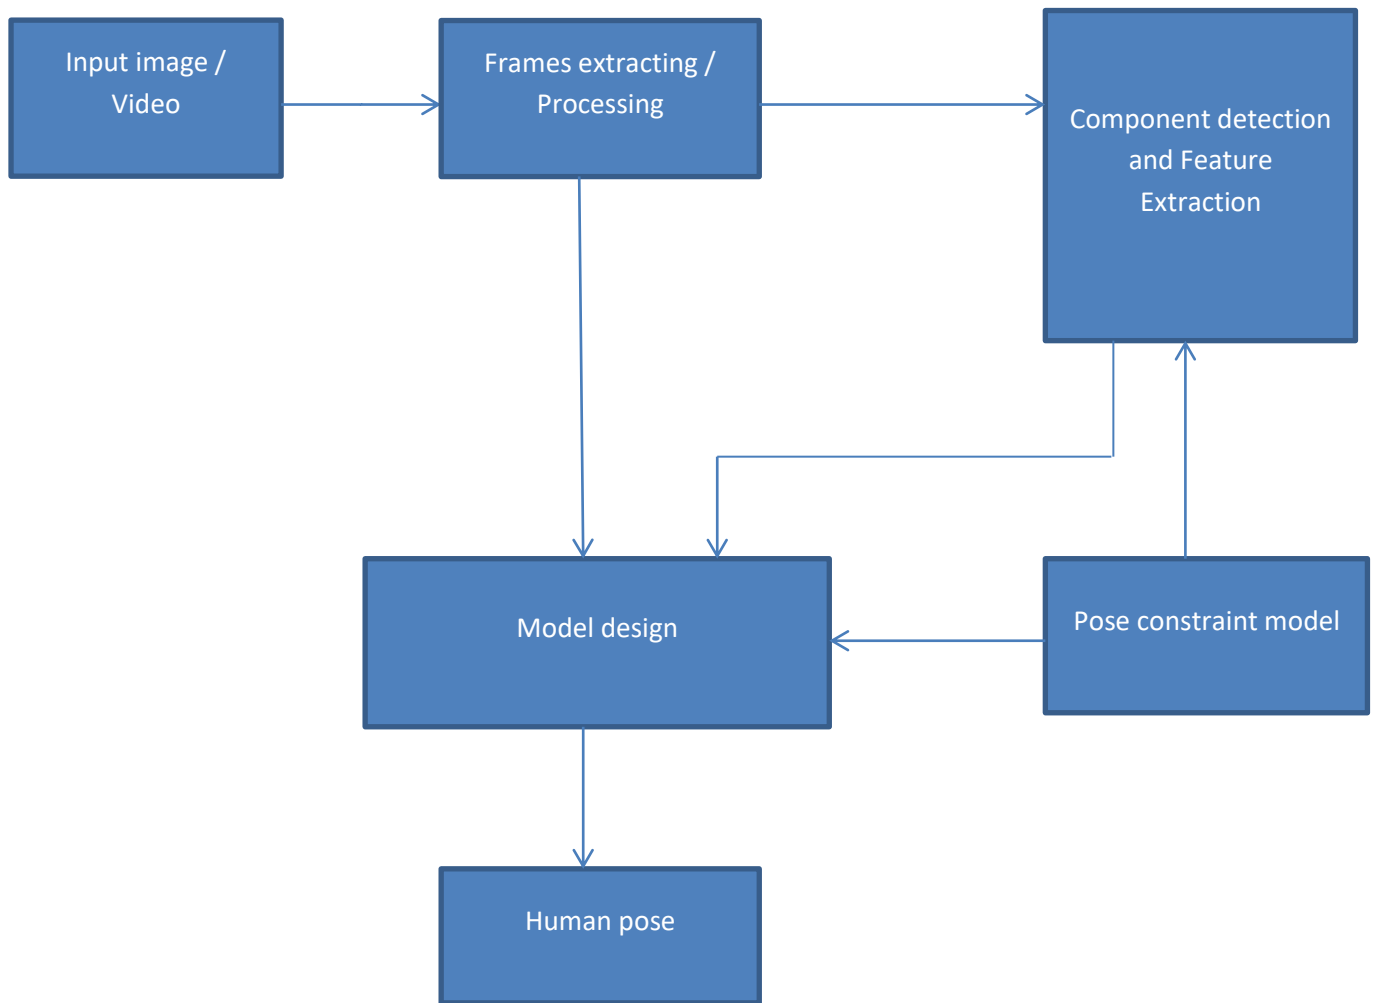 Input image /
Video
Frames extracting /
Processing
Component detection
and Feature
Extraction
Model design
Pose constraint model
Human pose